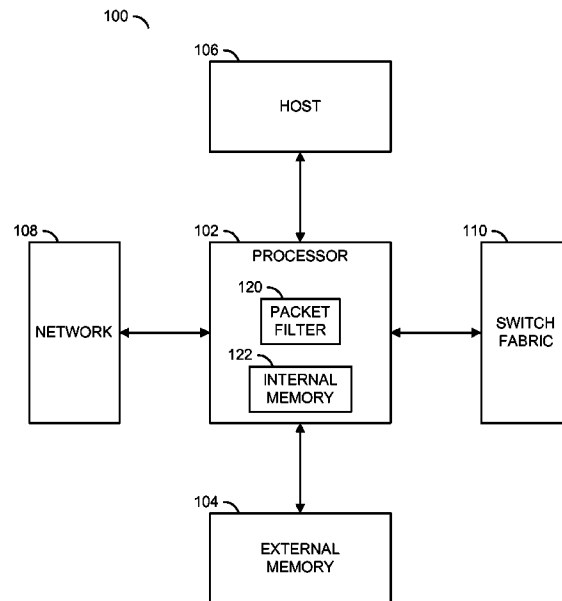 100
106
HOST
108
102
110
PROCESSOR
120
PACKET
FILTER
NETWORK
SWITCH
FABRIC
122
INTERNAL
MEMORY
104
EXTERNAL
MEMORY